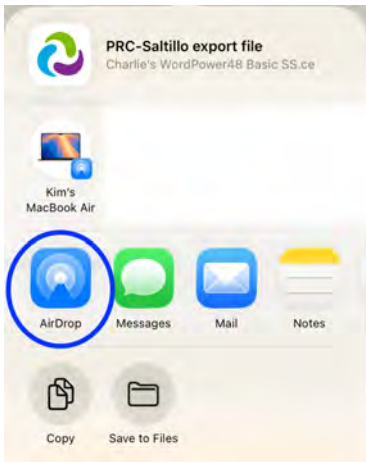 PRC-Saltillo export file
Charlie's WordPower48 Basic SS.ce
Kim's
MacBook Air
AirDrop
Messages
Mail
Notes
Copy
Save to Files